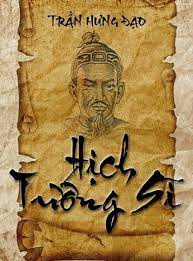 TRẦN HƯNG ĐẠO
Hịch
Tướng Sĩ